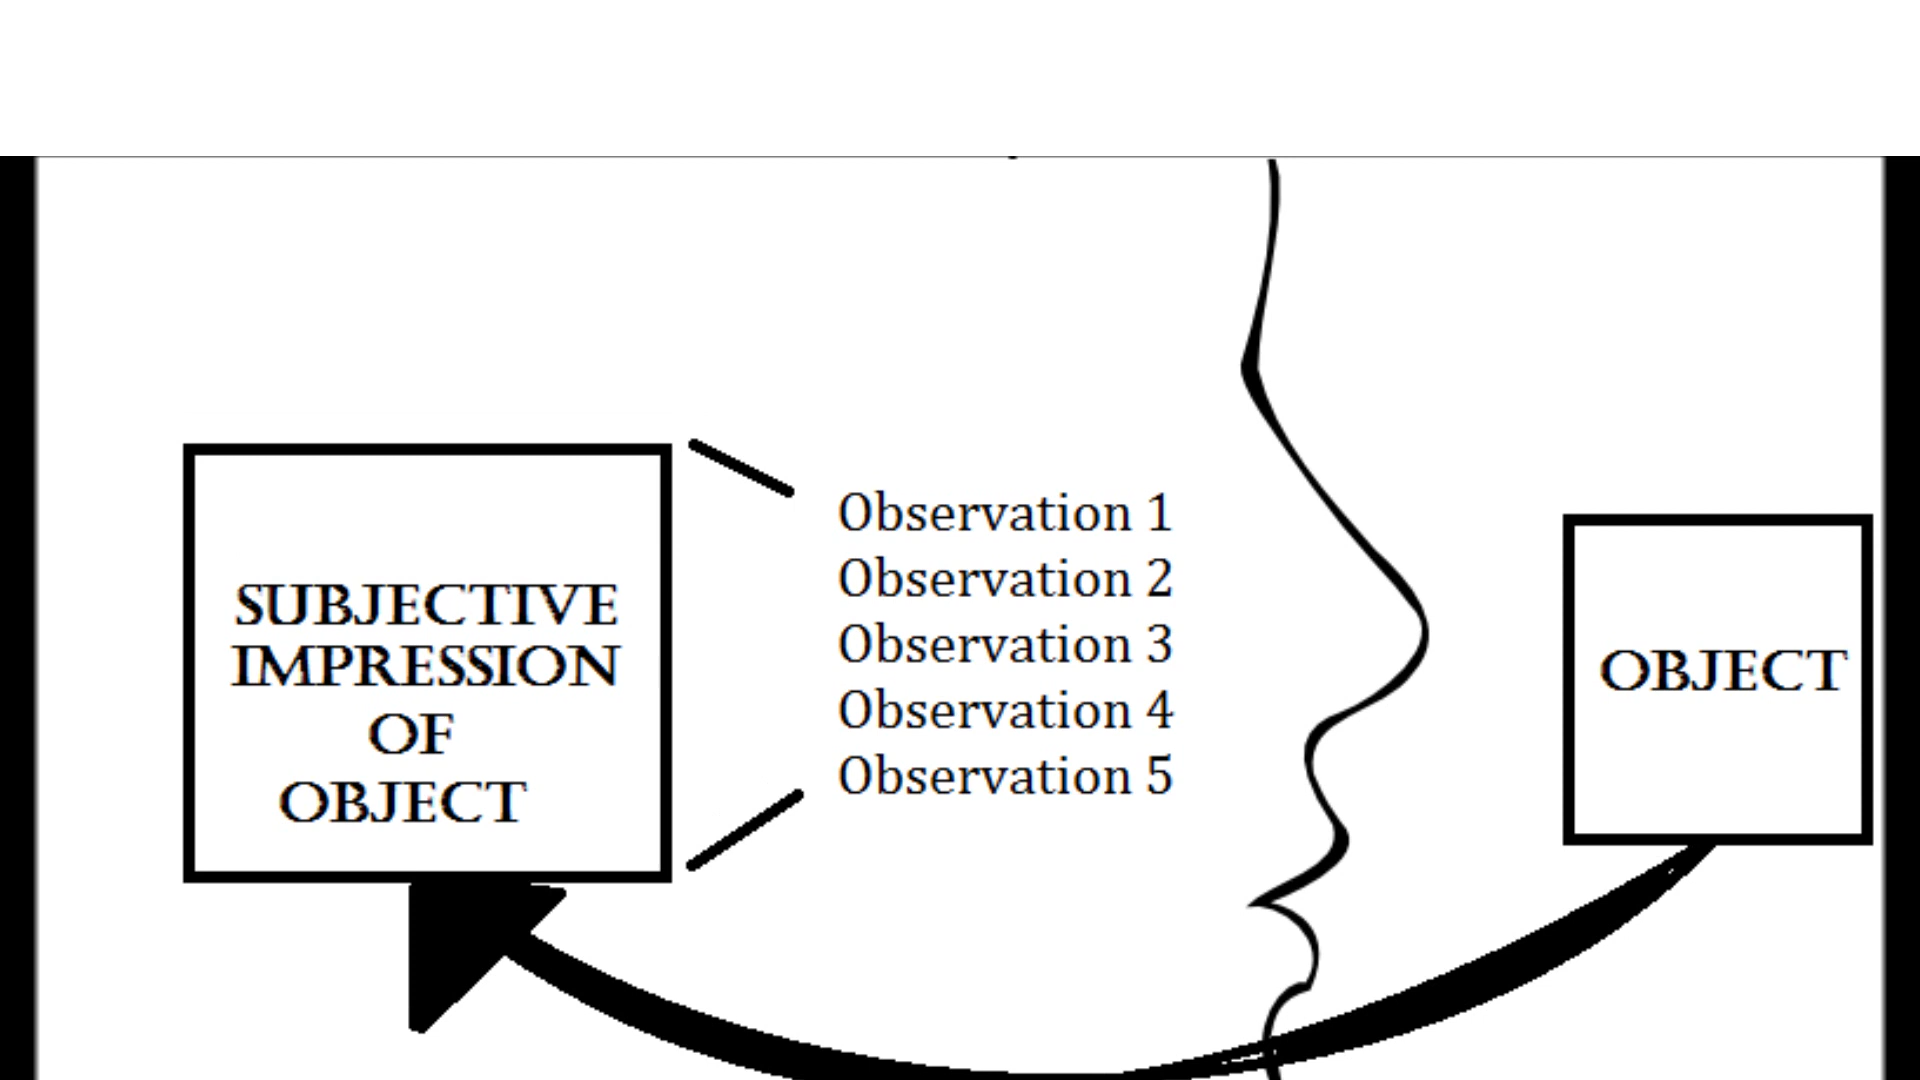 SUBJECTIVE
IMPRESSION
OF
OBJECT
Observation 1
Observation 2
Observation 3
Observation 4
Observation 5
OBJECT